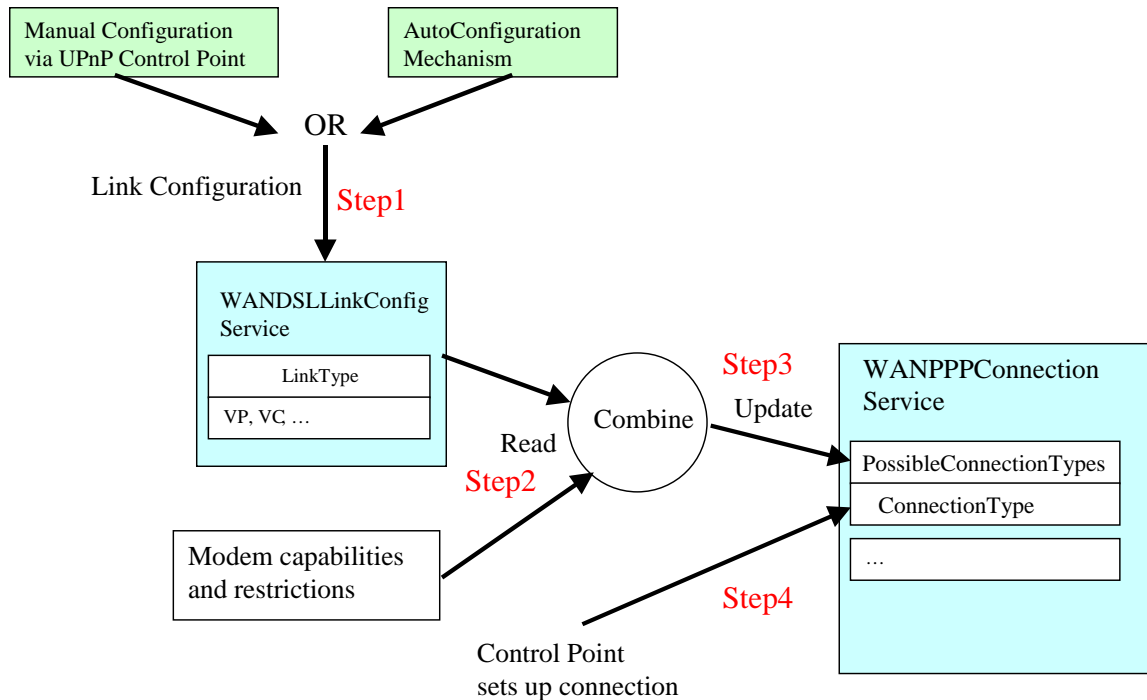 Manual Configuration
via UPnP Control Point
AutoConfiguration
Mechanism
OR
Link Configuration
Step1
WANDSLLinkConfig
Service
LinkType
VP, VC, …
Read
Step2
Combine
Step3
Update
WANPPPConnection
Service
PossibleConnectionTypes
ConnectionType
…
Modem capabilities
and restrictions
Step4
Control Point
sets up connection